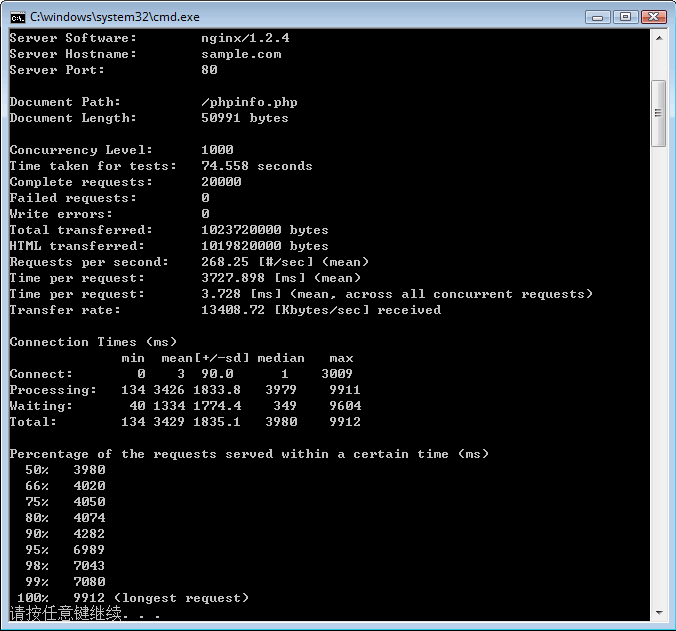 C:\windows\system32\cmd.exe
Server Software:        nginx/1.2.4
Server Hostname:        sample.com
Server Port:            80
Document Path:          /phpinfo.php
Document Length:        50991 bytes
Concurrency Level:      1000
Time taken for tests:   74.558 seconds
Complete requests:      20000
Failed requests:        0
Write errors:           0
Total transferred:      1023720000 bytes
HTML transferred:       1019820000 bytes
Requests per second:    268.25 [#/sec] (mean)
Time per request:       3727.898 [ms] (mean)
Time per request:       3.728 [ms] (mean, across all concurrent requests)
Transfer rate:          13408.72 [Kbytes/sec] received
Connection Times (ms)
              min  mean[+/-sd] median   max
Connect:        0    3  90.0      1    3009
Processing:   134 3426 1833.8   3979    9911
Waiting:       40 1334 1774.4    349    9604
Total:        134 3429 1835.1   3980    9912
Percentage of the requests served within a certain time (ms)
  50%   3980
  66%   4020
  75%   4050
  80%   4074
  90%   4282
  95%   6989
  98%   7043
  99%   7080
 100%   9912 (longest request)
请按任意键继续. . .